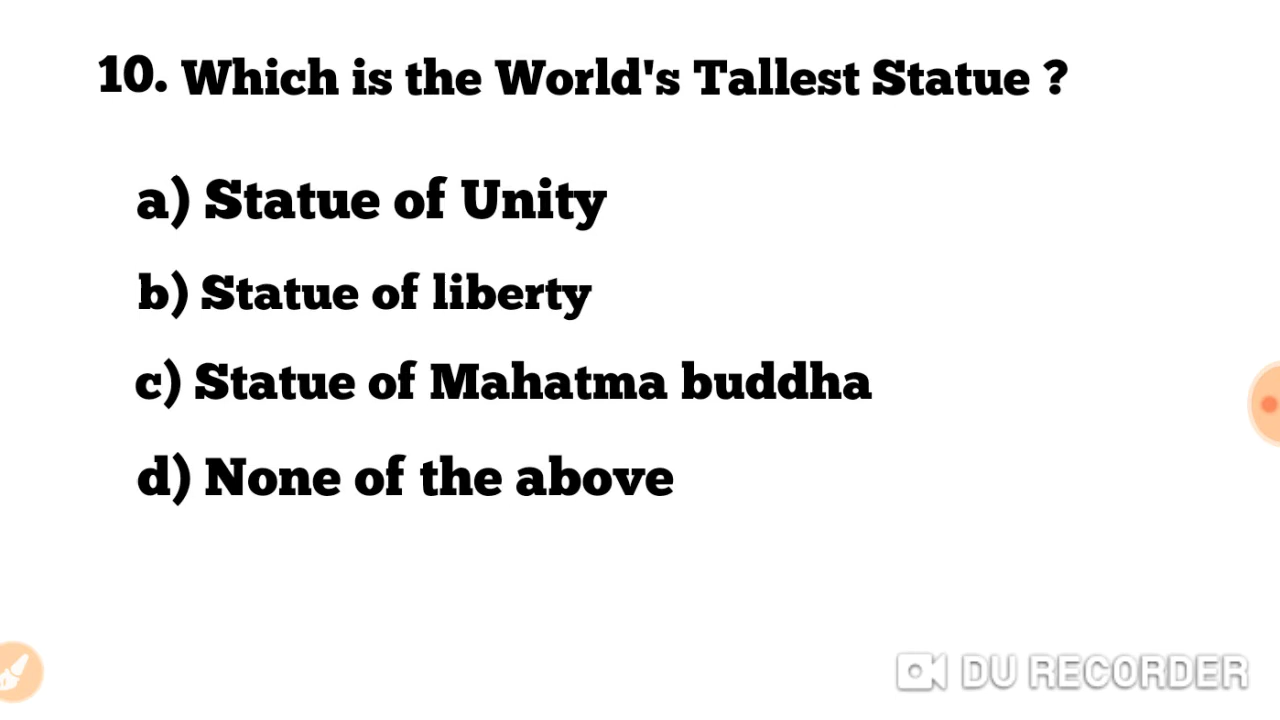 10. Which is the World's Tallest Statue ?
a) Statue of Unity
b) Statue of liberty
c) Statue of Mahatma buddha
d) None of the above
DU RECORDER